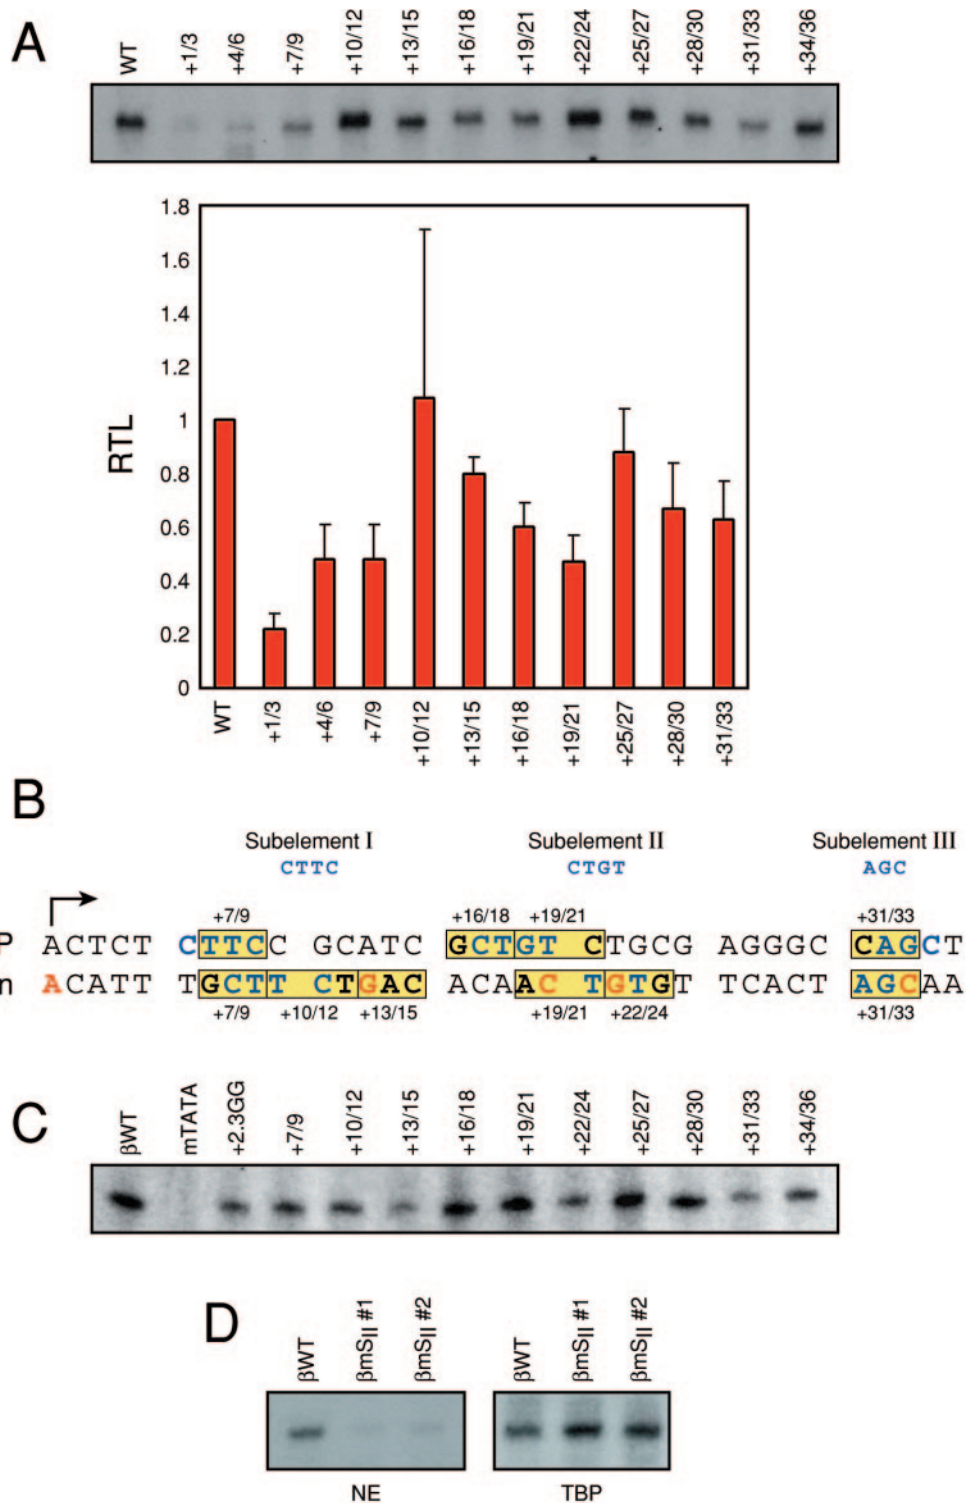 A
WT +1/3 +4/6 +7/9 +10/12 +13/15 +16/18 +19/21 +22/24 +25/27 +28/30 +31/33 +34/36
1.8
1.6
1.4
1.2
1
0.8
0.6
0.4
0.2
0
RTL
WT +1/3 +4/6 +7/9 +10/12 +13/15 +16/18 +19/21 +25/27 +28/30 +31/33
B
Subelement I Subelement II Subelement III
CTTC CTGT AGC
+7/9 +16/18 +19/21 +31/33
P ACTCT CTTCC GCATC GCTGT CTGCG AGGGC CAGCT
n ACATT TGCTT CTGAC ACAAC TGTGT TCACT AGCAA
+7/9 +10/12 +13/15 +19/21 +22/24 +31/33
C
βWT mTATA +2.3GG +7/9 +10/12 +13/15 +16/18 +19/21 +22/24 +25/27 +28/30 +31/33 +34/36
D
βWT βmSII #1 βmSII #2 βWT βmSII #1 βmSII #2
NE TBP